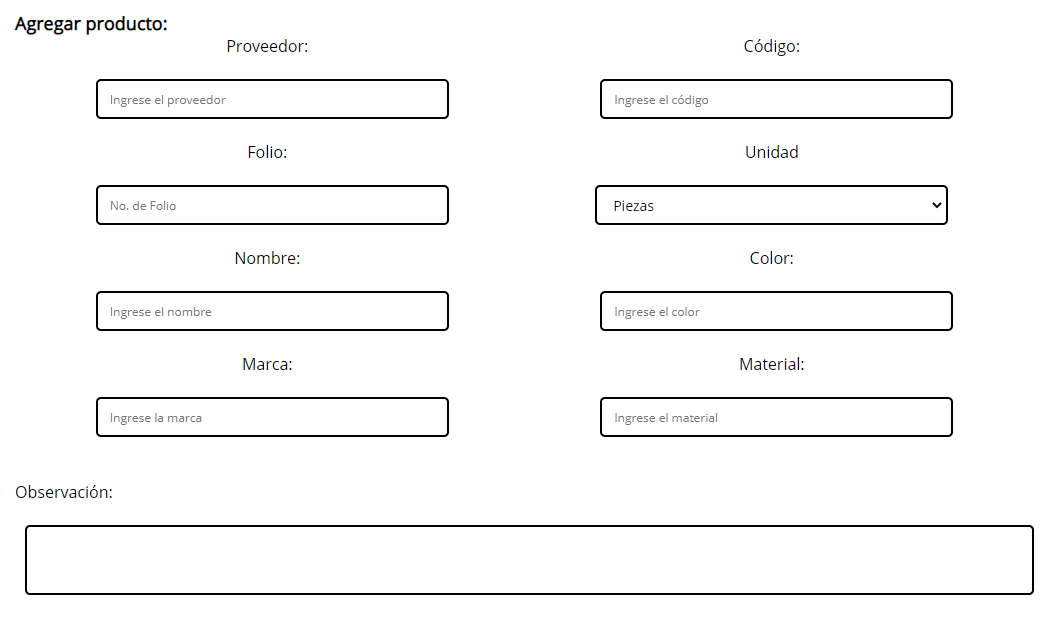 Agregar producto:
Proveedor: Código:
Ingrese el proveedor Ingrese el código
Folio: Unidad
No. de Folio Piezas
Nombre: Color:
Ingrese el nombre Ingrese el color
Marca: Material:
Ingrese la marca Ingrese el material
Observación: